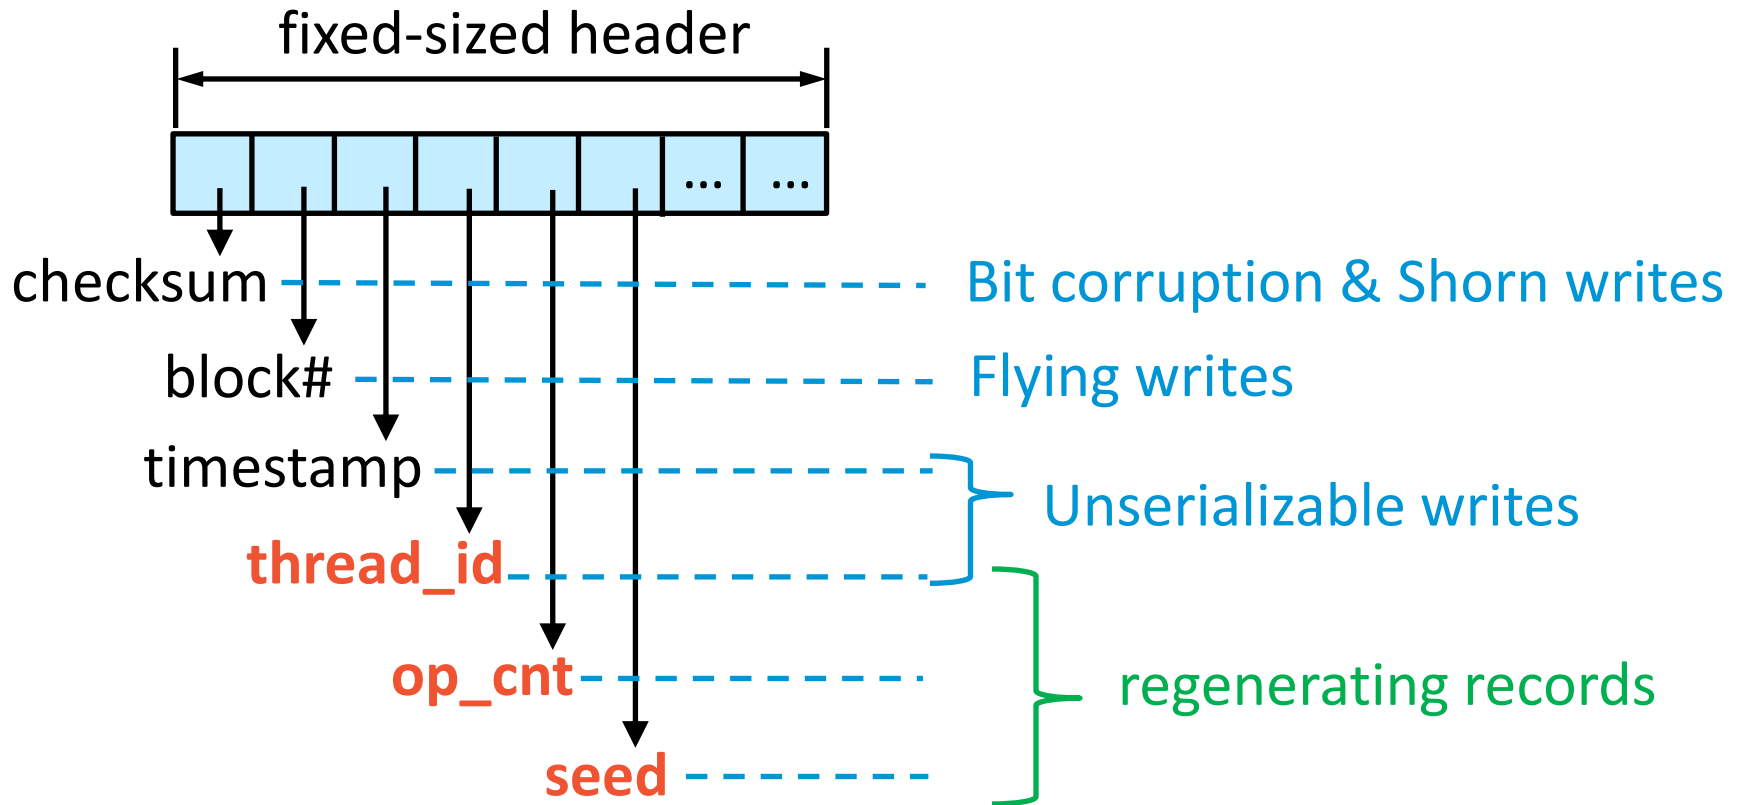 fixed-sized header
... ...
checksum
Bit corruption & Shorn writes
block#
Flying writes
timestamp
Unserializable writes
thread_id
op_cnt
regenerating records
seed